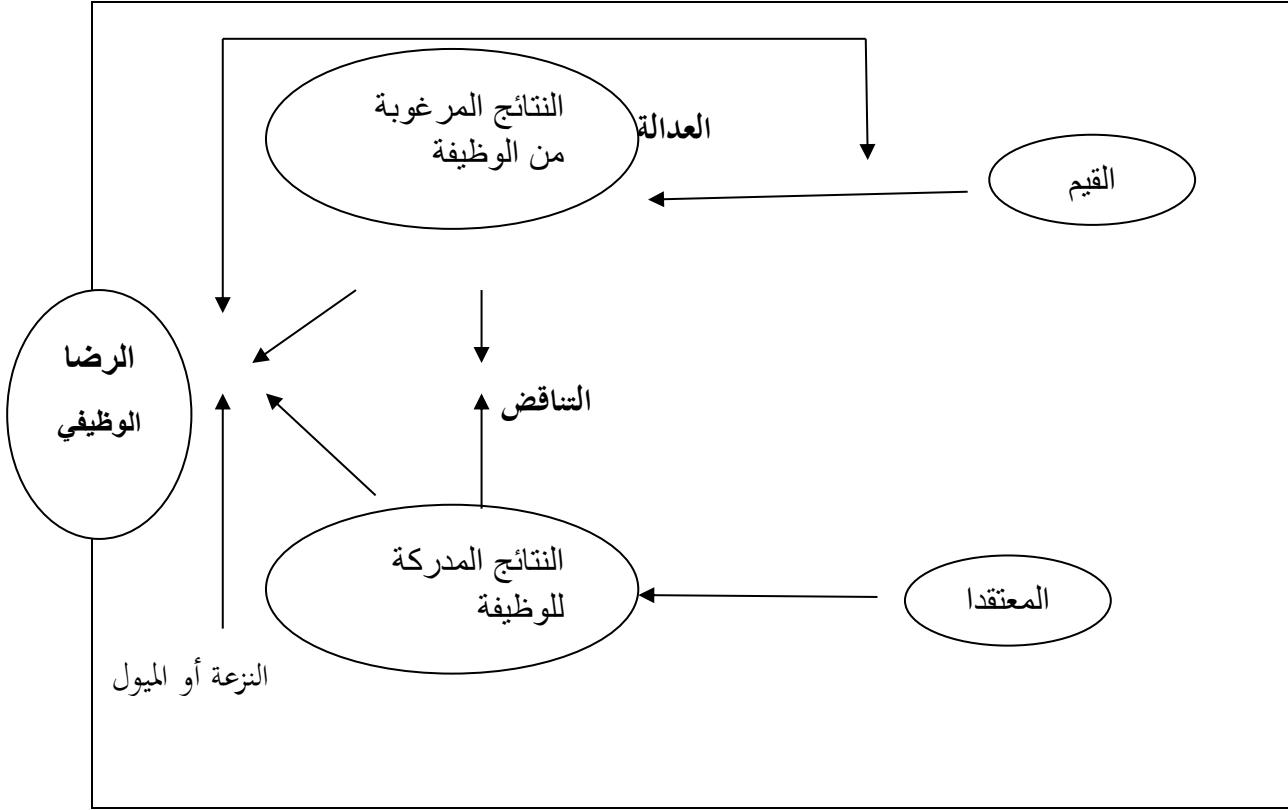 النتائج المرغوبة
من الوظيفة
العدالة
القيم
الرضا
الوظيفي
التناقض
النتائج المدركة
للوظيفة
المعتقدا
النزعة أو الميول